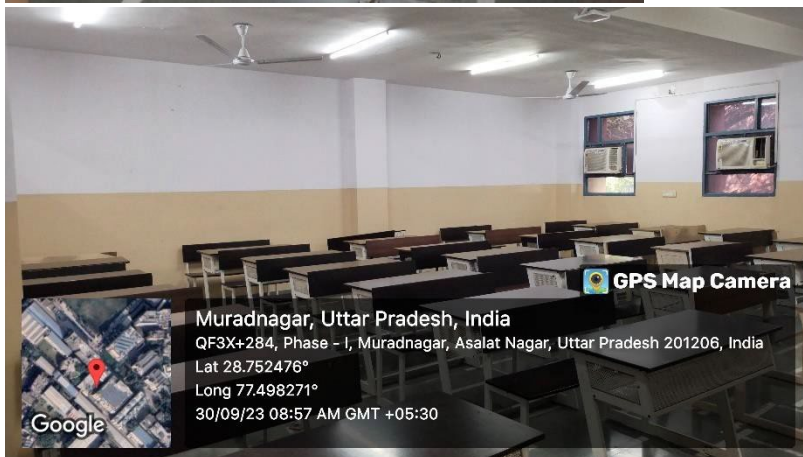 GPS Map Camera
Muradnagar, Uttar Pradesh, India
QF3X+284, Phase - I, Muradnagar, Asalat Nagar, Uttar Pradesh 201206, India
Lat 28.752476°
Long 77.498271°
30/09/23 08:57 AM GMT +05:30
Google